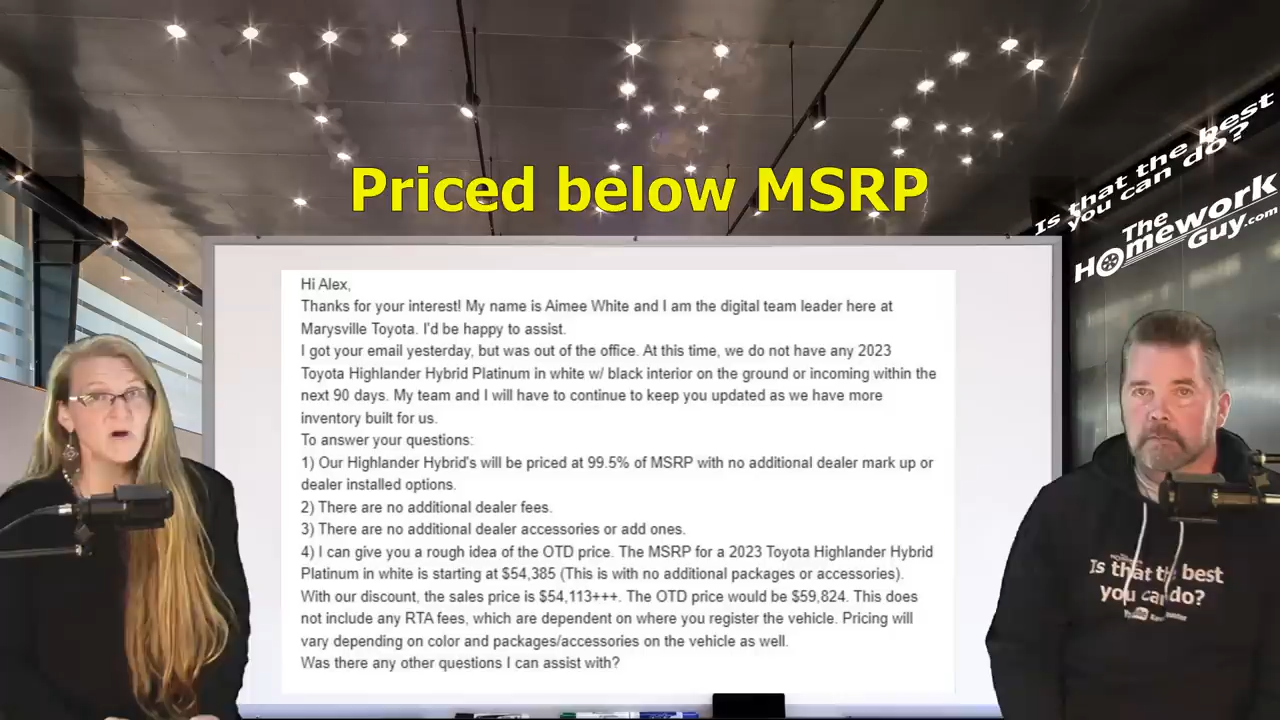 Priced below MSRP
Is that the best
you can do?
The
Homework
Guy.com
Hi Alex,
Thanks for your interest! My name is Aimee White and I am the digital team leader here at
Marysville Toyota. I'd be happy to assist.
I got your email yesterday, but was out of the office. At this time, we do not have any 2023
Toyota Highlander Hybrid Platinum in white w/ black interior on the ground or incoming within the
next 90 days. My team and I will have to continue to keep you updated as we have more
inventory built for us.
To answer your questions:
1) Our Highlander Hybrid's will be priced at 99.5% of MSRP with no additional dealer mark up or
dealer installed options.
2) There are no additional dealer fees.
3) There are no additional dealer accessories or add ones.
4) I can give you a rough idea of the OTD price. The MSRP for a 2023 Toyota Highlander Hybrid
Platinum in white is starting at $54,385 (This is with no additional packages or accessories).
With our discount, the sales price is $54,113+++. The OTD price would be $59,824. This does
not include any RTA fees, which are dependent on where you register the vehicle. Pricing will
vary depending on color and packages/accessories on the vehicle as well.
Was there any other questions I can assist with?
Is that the best
you can do?